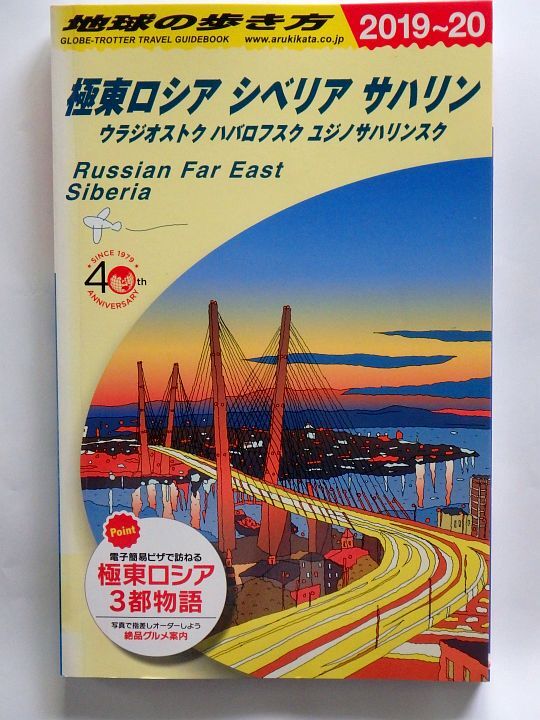 地球の歩き方
2019~20
GLOBE-TROTTER TRAVEL GUIDEBOOK
www.arukikata.co.jp
極東ロシア シベリア サハリン
ウラジオストク ハバロフスク ユジノサハリンスク
Russian Far East
Siberia
SINCE 1979
40th
ANNIVERSARY
Point
電子簡易ビザで訪ねる
極東ロシア
3都物語
写真で指差しオーダーしよう
絶品グルメ案内